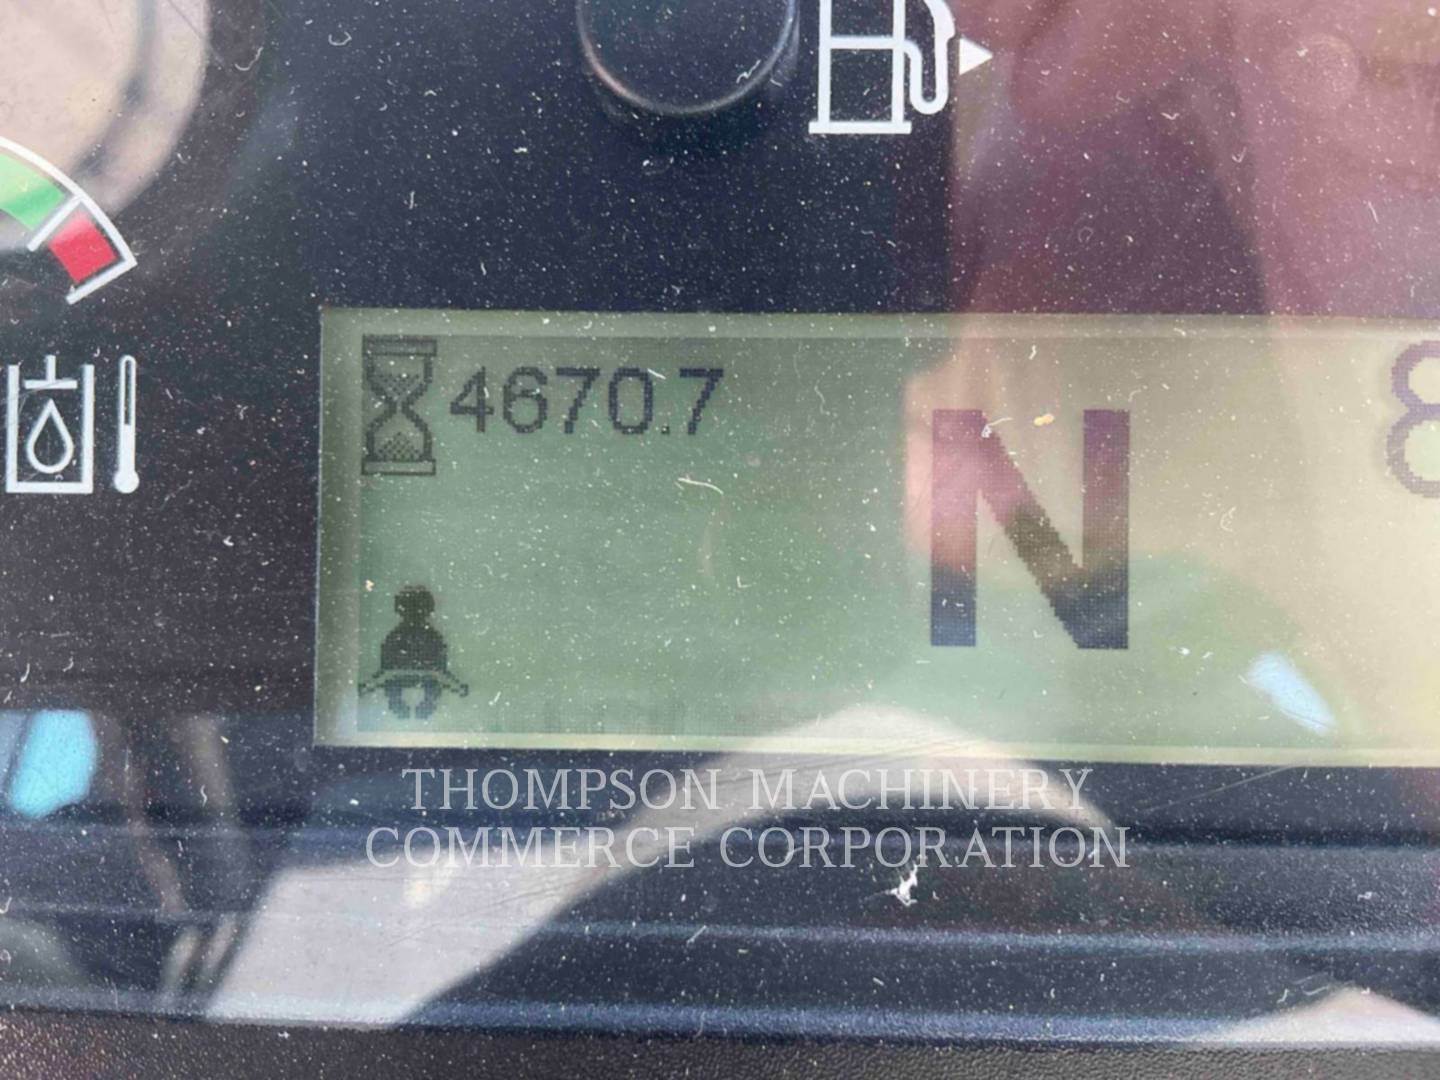 4670.7
N
THOMPSON MACHINERY
COMMERCE CORPORATION